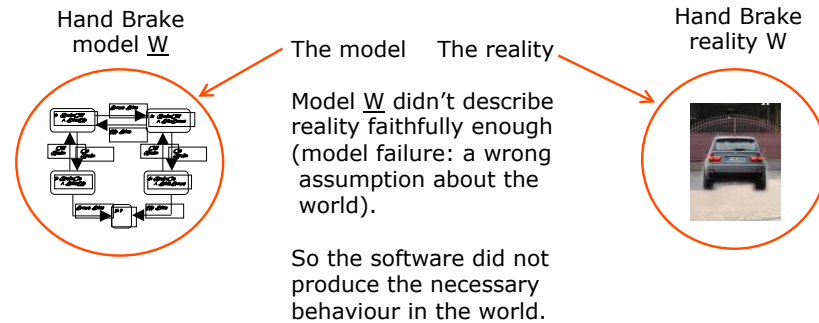 Hand Brake
model W
The model The reality
Hand Brake
reality W
Model W didn’t describe
reality faithfully enough
(model failure: a wrong
assumption about the
world).
So the software did not
produce the necessary
behaviour in the world.